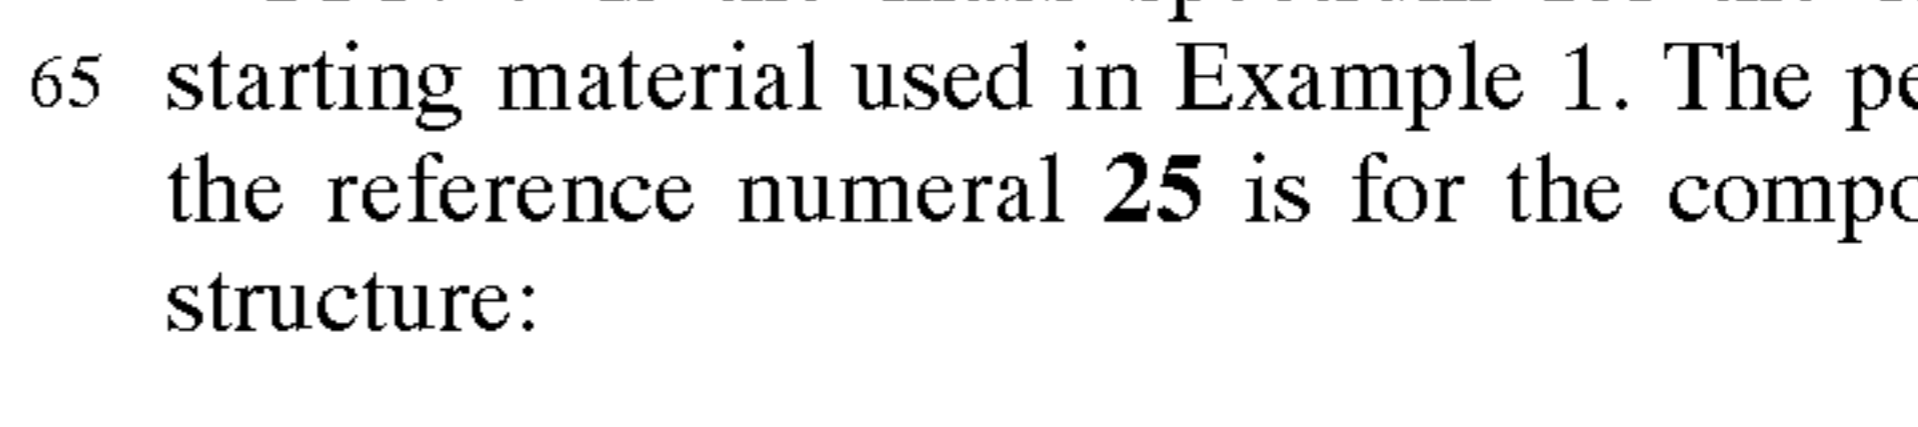 65 starting material used in Example 1. The
the reference numeral 25 is for the
structure: